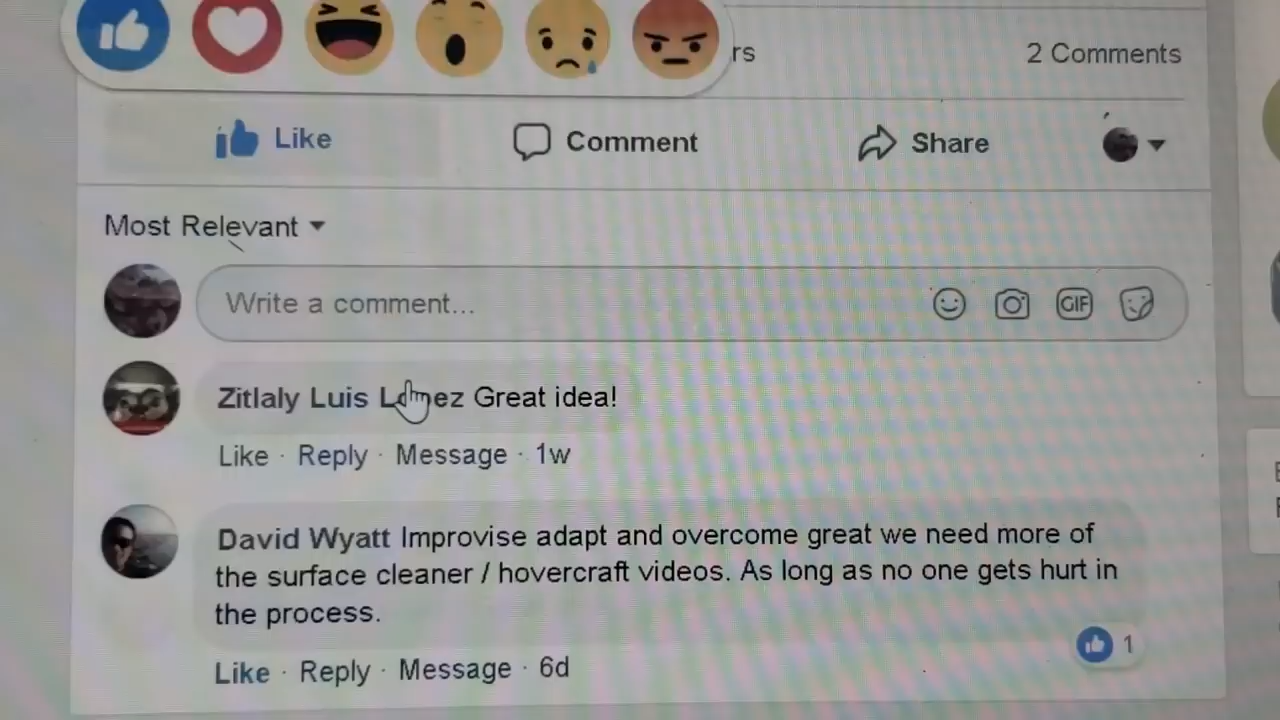 rs
2 Comments
Like
Comment
Share
Most Relevant
Write a comment...
GIF
Zitlaly Luis Lopez Great idea!
Like · Reply · Message · 1w
David Wyatt Improvise adapt and overcome great we need more of
the surface cleaner / hovercraft videos. As long as no one gets hurt in
the process.
1
Like · Reply · Message · 6d